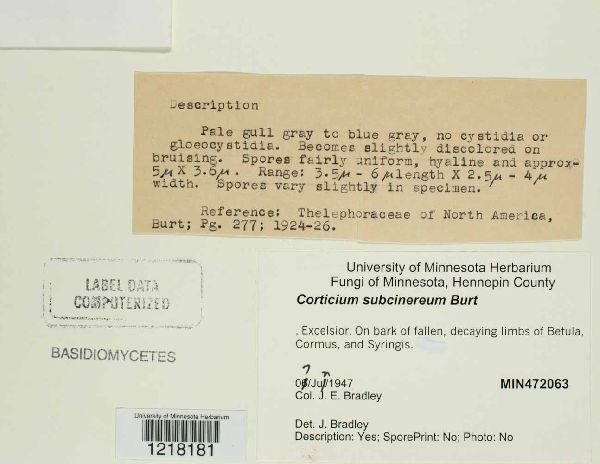 Description
Pale gull gray to blue gray, no cystidia or
gloeocystidia. Becomes slightly discolored on
bruising. Spores fairly uniform, hyaline and approx-
5µ X 3.6µ. Range: 3.5µ - 6µ length X 2.5µ - 4µ
width. Spores vary slightly in specimen.
Reference: Thelephoraceae of North America,
Burt; Pg. 277; 1924-26.
LABEL DATA
COMPUTERIZED
BASIDIOMYCETES
University of Minnesota Herbarium
1218181
University of Minnesota Herbarium
Fungi of Minnesota, Hennepin County
Corticium subcinereum Burt
. Excelsior. On bark of fallen, decaying limbs of Betula,
Cormus, and Syringis.
/1947
MIN472063
Col. J. E. Bradley
Det. J. Bradley
Description: Yes; SporePrint: No; Photo: No